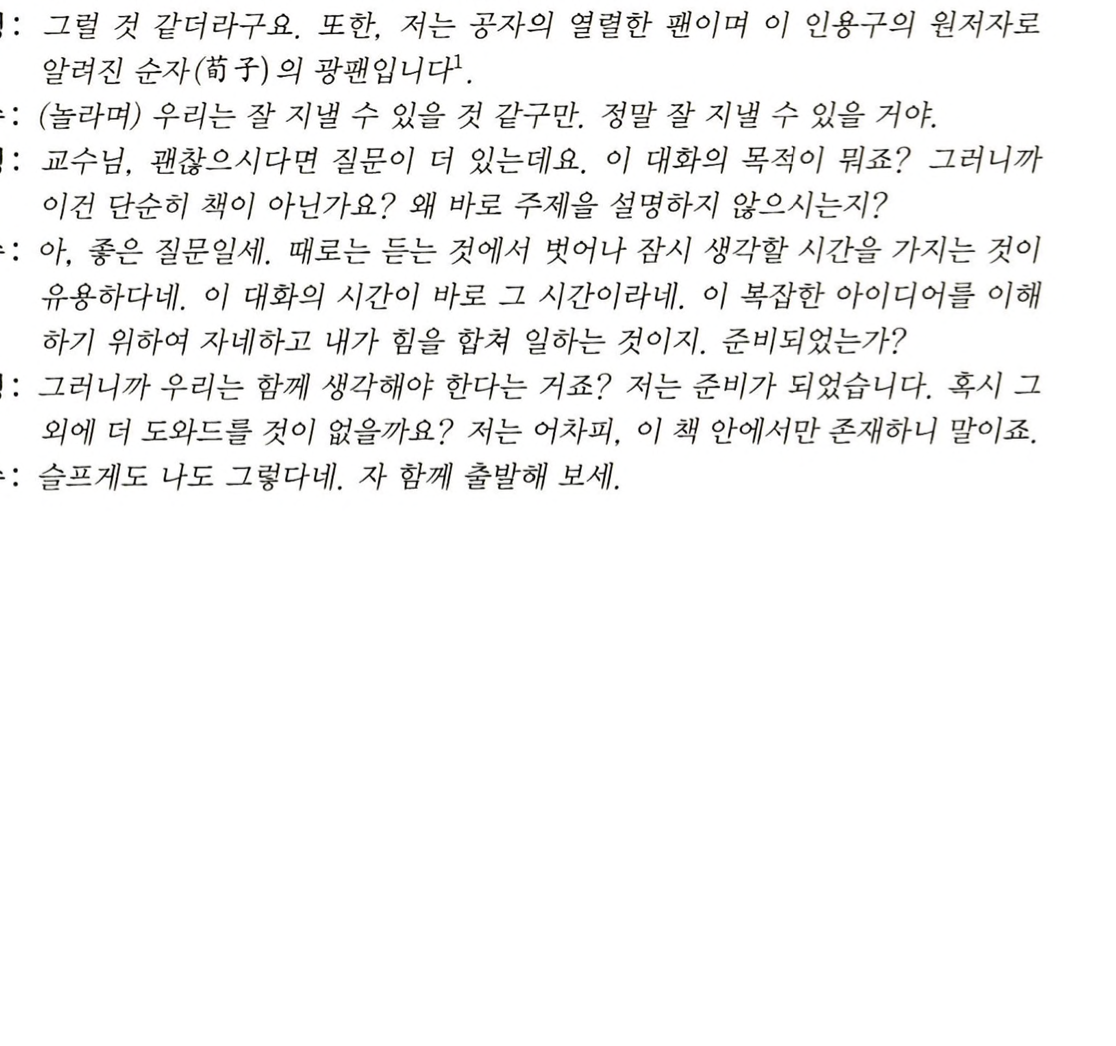 : 그럴 것 같더라구요. 또한, 저는 공자의 열렬한 팬이며 이 인용구의 원저자로
알려진 순자(荀子)의 광팬입니다1.
: (놀라며) 우리는 잘 지낼 수 있을 것 같구만. 정말 잘 지낼 수 있을 거야.
: 교수님, 괜찮으시다면 질문이 더 있는데요. 이 대화의 목적이 뭐죠? 그러니까
이건 단순히 책이 아닌가요? 왜 바로 주제을 설명하지 않으시는지?
: 아, 좋은 질문일세. 때로는 듣는 것에서 벗어나 잠시 생각할 시간을 가지는 것이
유용하다네. 이 대화의 시간이 바로 그 시간이라네. 이 복잡한 아이디어를 이해
하기 위하여 자네하고 내가 힘을 합쳐 일하는 것이지. 준비되었는가?
: 그러니까 우리는 함께 생각해야 한다는 거죠? 저는 준비가 되었습니다. 혹시 그
외에 더 도와드를 것이 없을까요? 저는 어차피, 이 책 안에서만 존재하니 말이죠.
: 슬프게도 나도 그렇다네. 자 함께 출발해 보세.